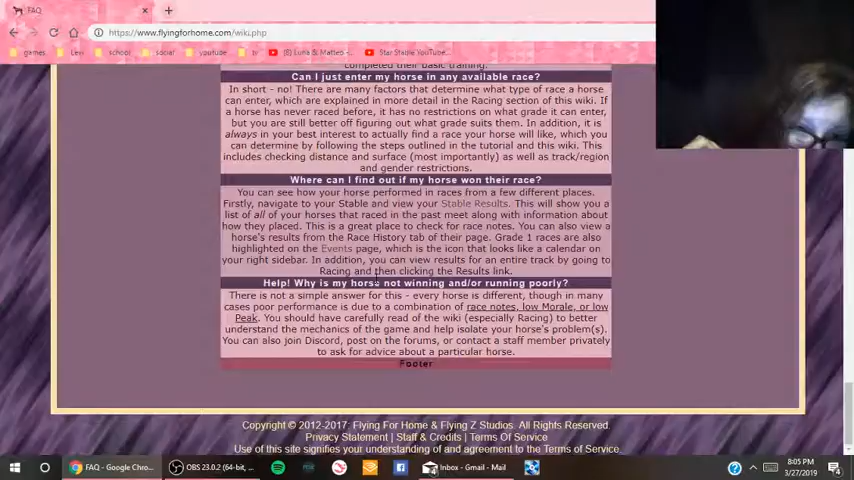 FAQ
https://www.flyingforhome.com/wiki.php
games
school
social
youtube
(8) Luna & Matteo -
Star Stable YouTube...
completed their basic training.
Can I just enter my horse in any available race?
In short - no! There are many factors that determine what type of race a horse
can enter, which are explained in more detail in the Racing section of this wiki. If
a horse has never raced before, it has no restrictions on what grade it can enter,
but you are still better off figuring out what grade suits them. In addition, it is
always in your best interest to actually find a race your horse will like, which you
can determine by following the steps outlined in the tutorial and this wiki. This
includes checking distance and surface (most importantly) as well as track/region
and gender restrictions.
Where can I find out if my horse won their race?
You can see how your horse performed in races from a few different places.
Firstly, navigate to your Stable and view your Stable Results. This will show you a
list of all of your horses that raced in the past meet along with information about
how they placed. This is a great place to check for race notes. You can also view a
horse's results from the Race History tab of their page. Grade 1 races are also
highlighted on the Events page, which is the icon that looks like a calendar on
your right sidebar. In addition, you can view results for an entire track by going to
Racing and then clicking the Results link.
Help! Why is my horse not winning and/or running poorly?
There is not a simple answer for this - every horse is different, though in many
cases poor performance is due to a combination of race notes, low Morale, or low
Peak. You should have carefully read of the wiki (especially Racing) to better
understand the mechanics of the game and help isolate your horse's problem(s).
You can also join Discord, post on the forums, or contact a staff member privately
to ask for advice about a particular horse.
Footer
Copyright © 2012-2017: Flying For Home & Flying Z Studios. All Rights Reserved.
Privacy Statement | Staff & Credits | Terms Of Service
Use of this site signifies your understanding of and agreement to the Terms of Service.
FAQ - Google Chro...
OBS 23.0.2 (64-bit, ...
Inbox - Gmail - Mail
8:05 PM
3/27/2019